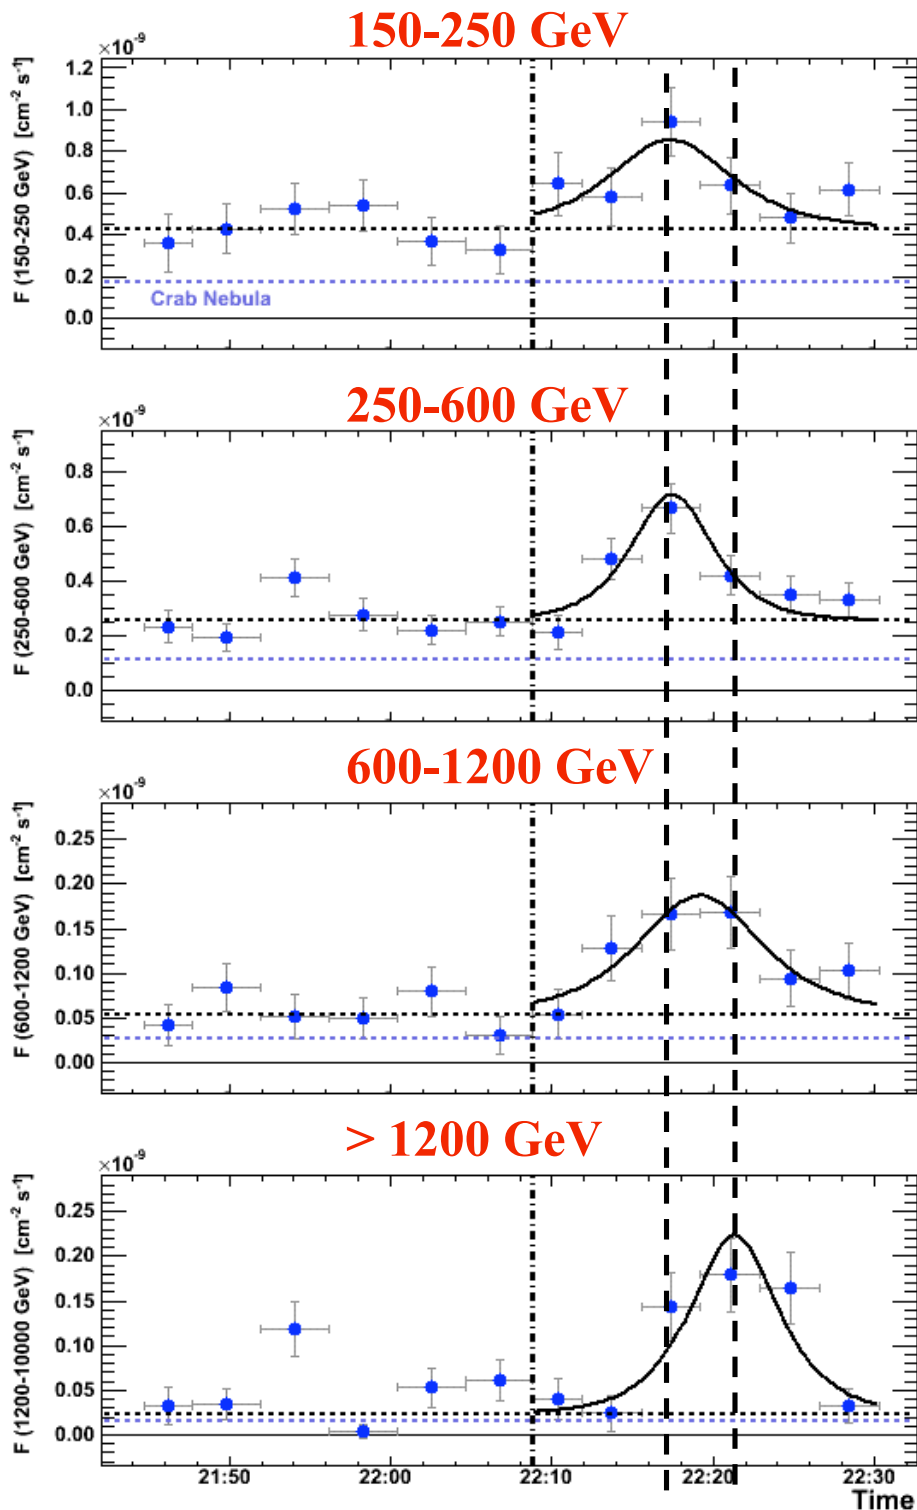 150-250 GeV
×10⁻⁹
F (150-250 GeV) [cm⁻² s⁻¹]
1.2
1.0
0.8
0.6
0.4
0.2
0.0
Crab Nebula
250-600 GeV
×10⁻⁹
F (250-600 GeV) [cm⁻² s⁻¹]
0.8
0.6
0.4
0.2
0.0
600-1200 GeV
×10⁻⁹
F (600-1200 GeV) [cm⁻² s⁻¹]
0.25
0.20
0.15
0.10
0.05
0.00
> 1200 GeV
×10⁻⁹
F (1200-10000 GeV) [cm⁻² s⁻¹]
0.25
0.20
0.15
0.10
0.05
0.00
21:50 22:00 22:10 22:20 22:30
Time